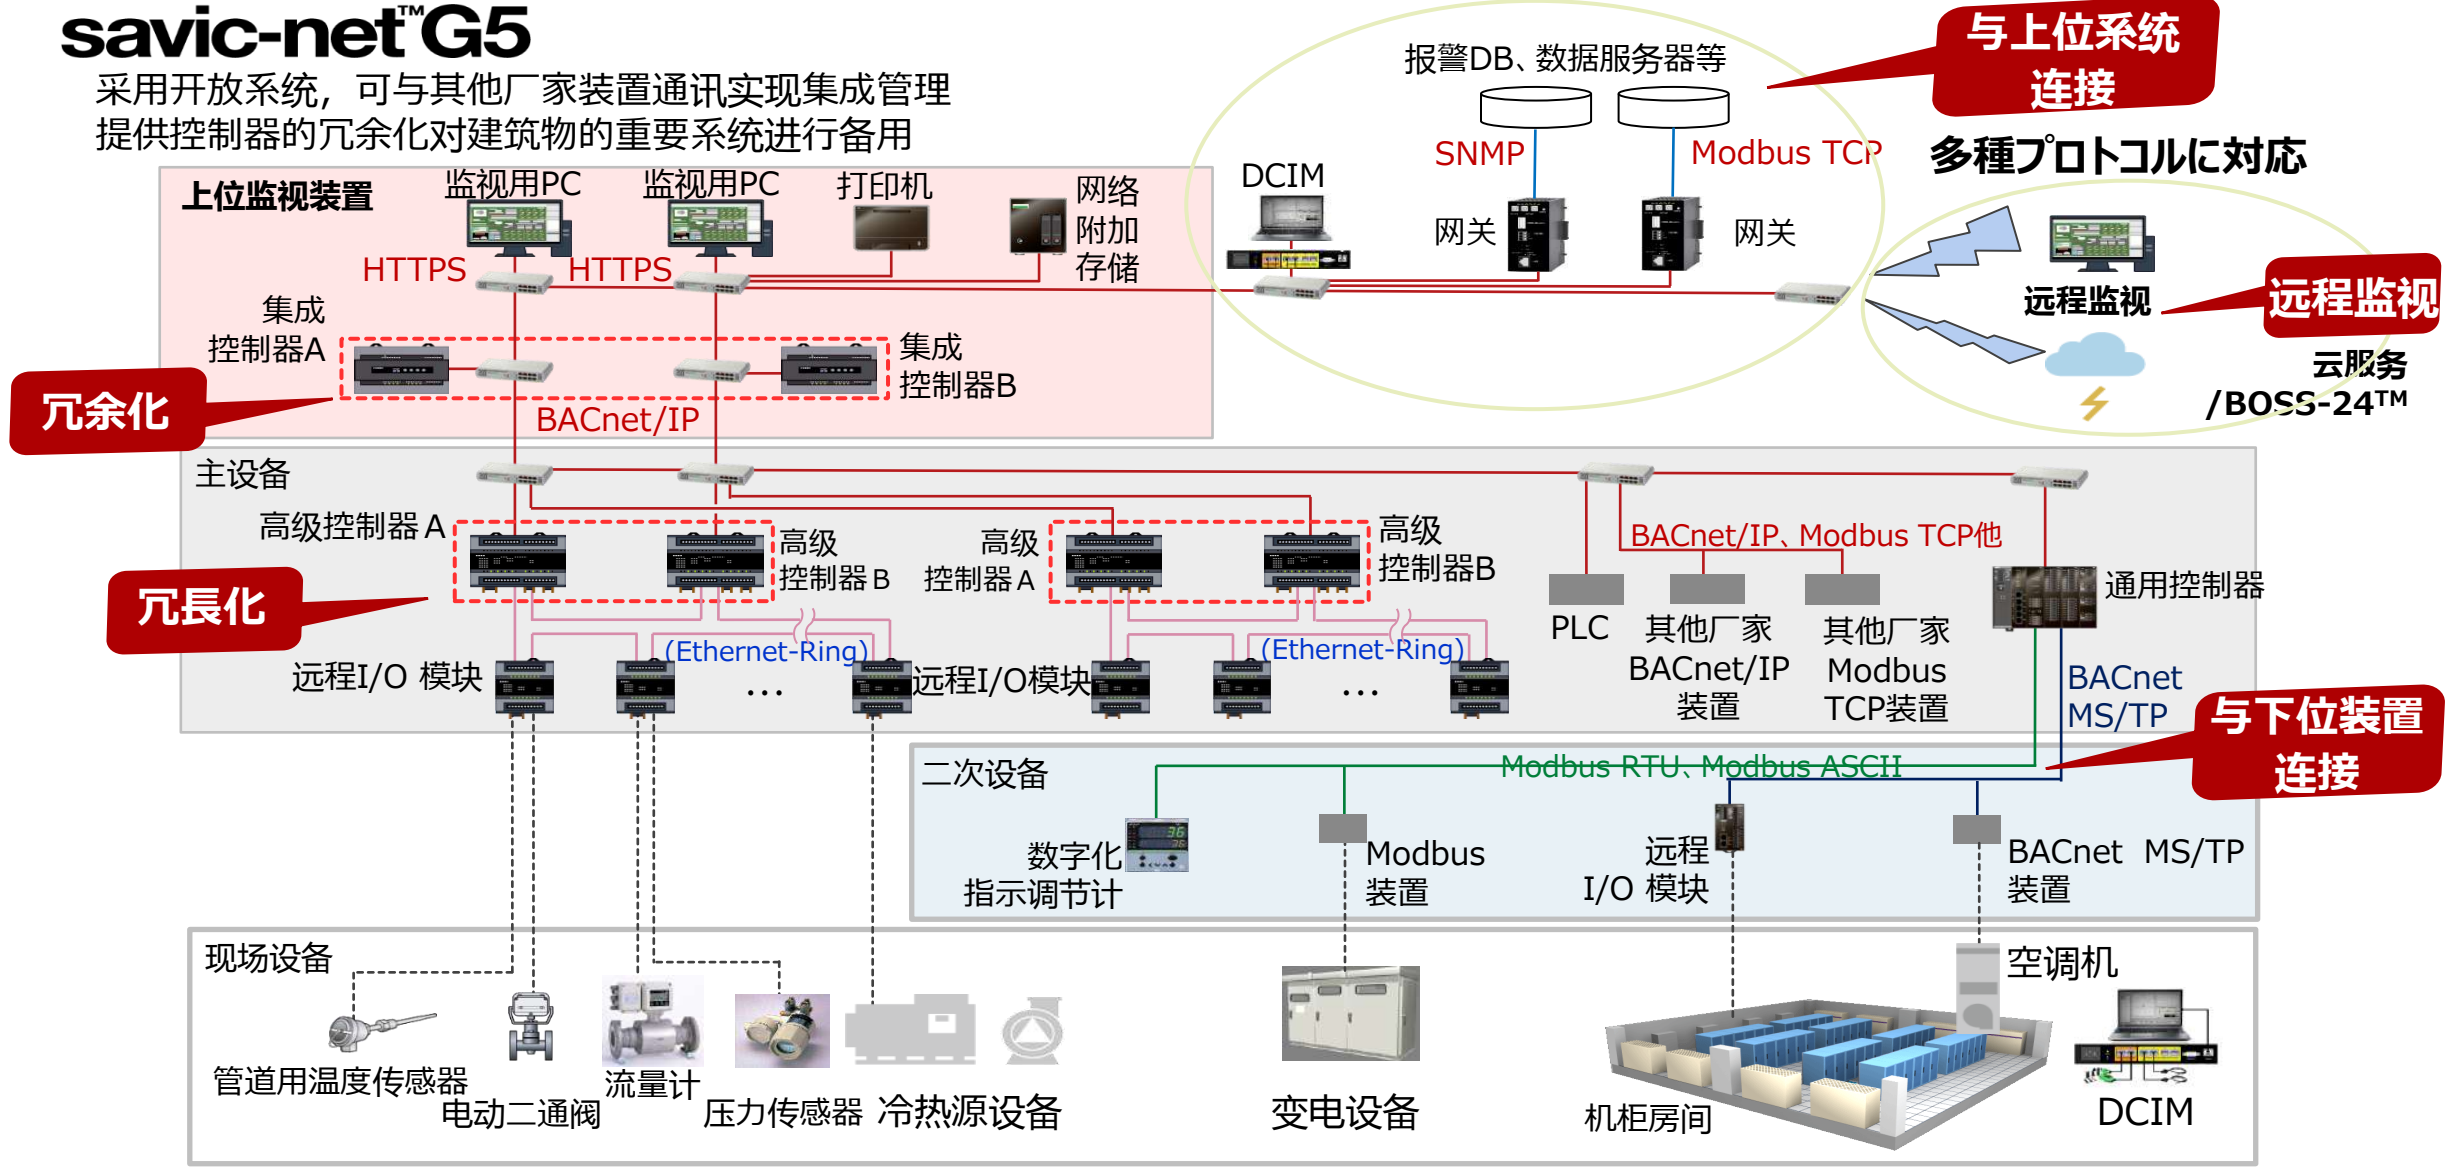 savic-net™G5
采用开放系统，可与其他厂家装置通讯实现集成管理
提供控制器的冗余化对建筑物的重要系统进行备用
与上位系统
连接
多種プロトコルに対応
报警DB、数据服务器等
SNMP
Modbus TCP
DCIM
网关
网关
上位监视装置
监视用PC
监视用PC
打印机
网络
附加
存储
HTTPS
HTTPS
集成
控制器A
集成
控制器B
BACnet/IP
冗余化
远程监视
远程监视
云服务
/BOSS-24TM
主设备
高级控制器A
高级
控制器B
高级
控制器A
高级
控制器B
BACnet/IP、Modbus TCP他
PLC
其他厂家
BACnet/IP
装置
其他厂家
Modbus
TCP装置
通用控制器
冗長化
(Ethernet-Ring)
(Ethernet-Ring)
远程I/O 模块
…
远程I/O模块
…
BACnet
MS/TP
与下位装置
连接
二次设备
Modbus RTU、Modbus ASCII
数字化
指示调节计
Modbus
装置
远程
I/O 模块
BACnet MS/TP
装置
现场设备
管道用温度传感器
电动二通阀
流量计
压力传感器
冷热源设备
变电设备
机柜房间
空调机
DCIM